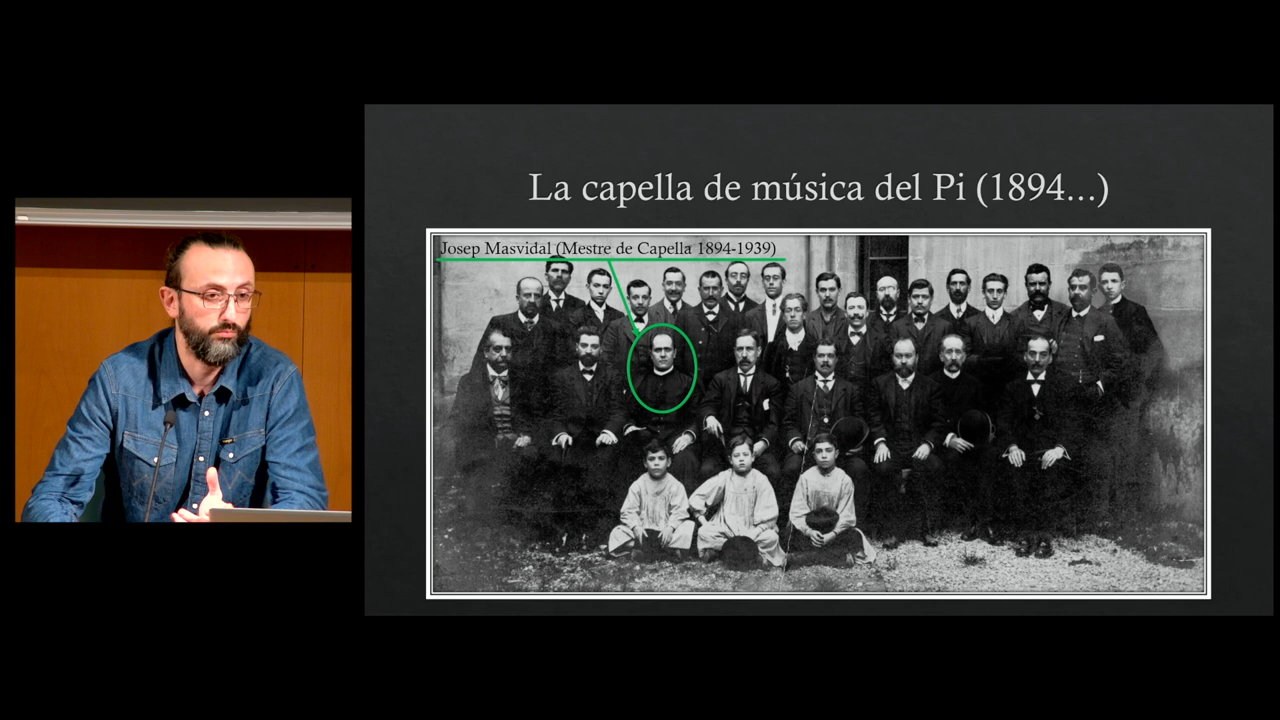 La capella de música del Pi (1894...)
Josep Masvidal (Mestre de Capella 1894-1939)